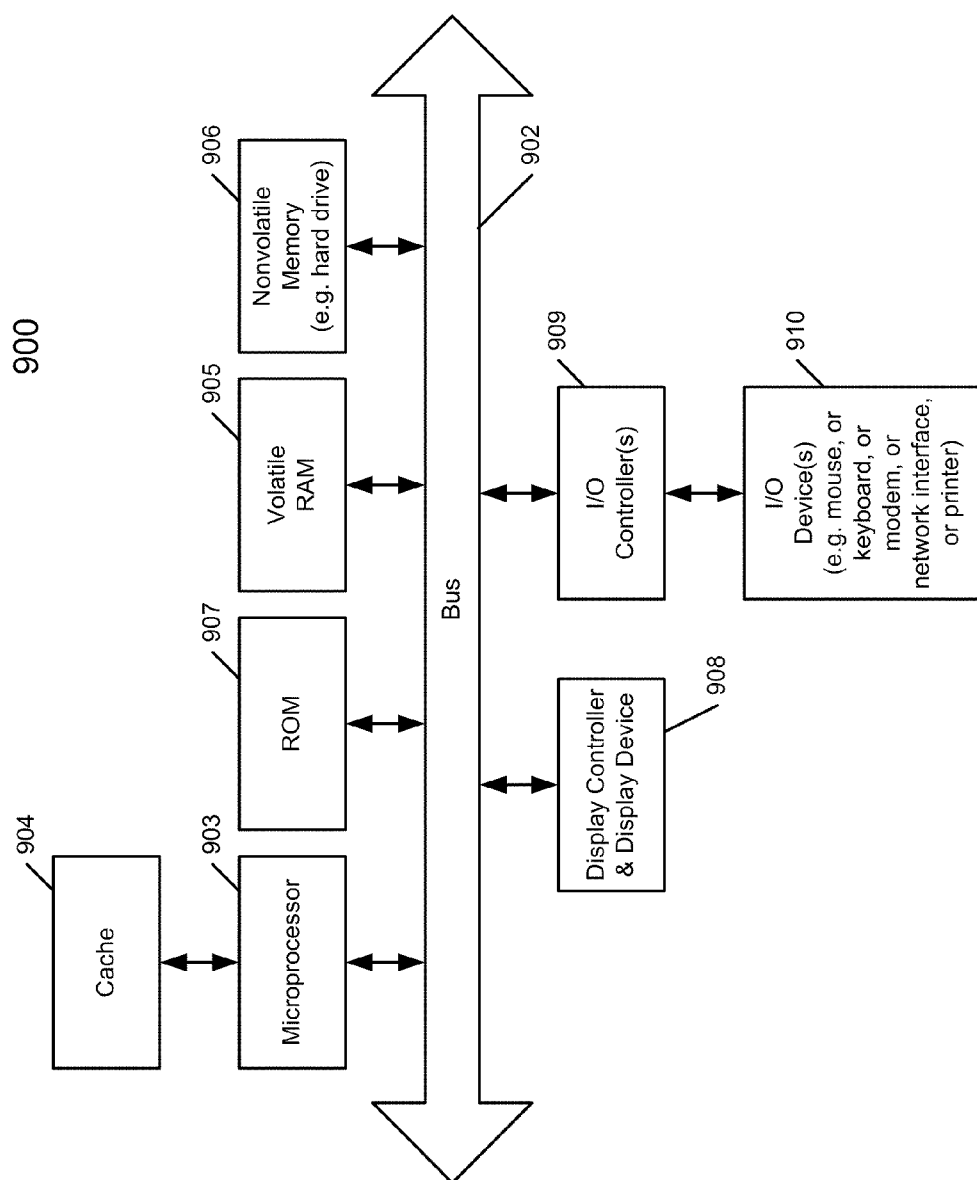 900
904
Cache
903
Microprocessor
907
ROM
905
Volatile
RAM
906
Nonvolatile
Memory
(e.g. hard drive)
Bus
902
908
Display Controller
& Display Device
909
I/O
Controller(s)
910
I/O
Device(s)
(e.g. mouse, or
keyboard, or
modem, or
network interface,
or printer)